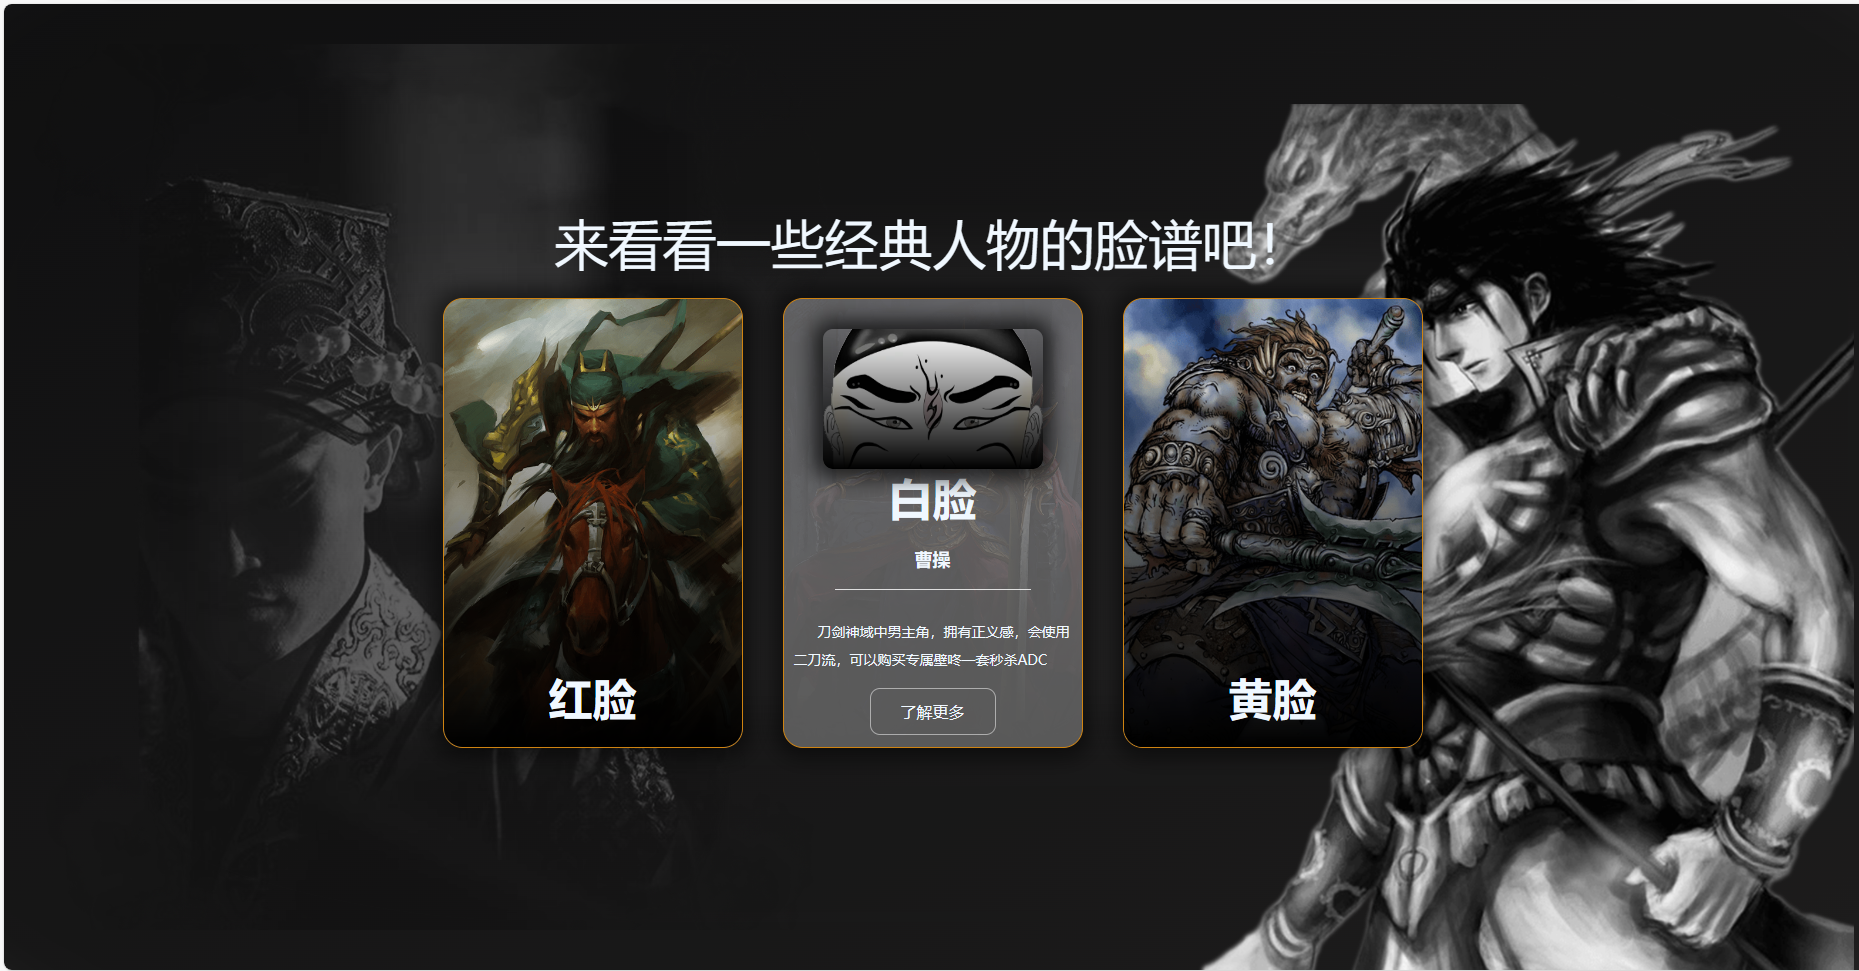 来看看一些经典人物的脸谱吧！
红脸
白脸
曹操
刀剑神域中男主角，拥有正义感，会使用
二刀流，可以购买专属壁咚一套秒杀ADC
了解更多
黄脸